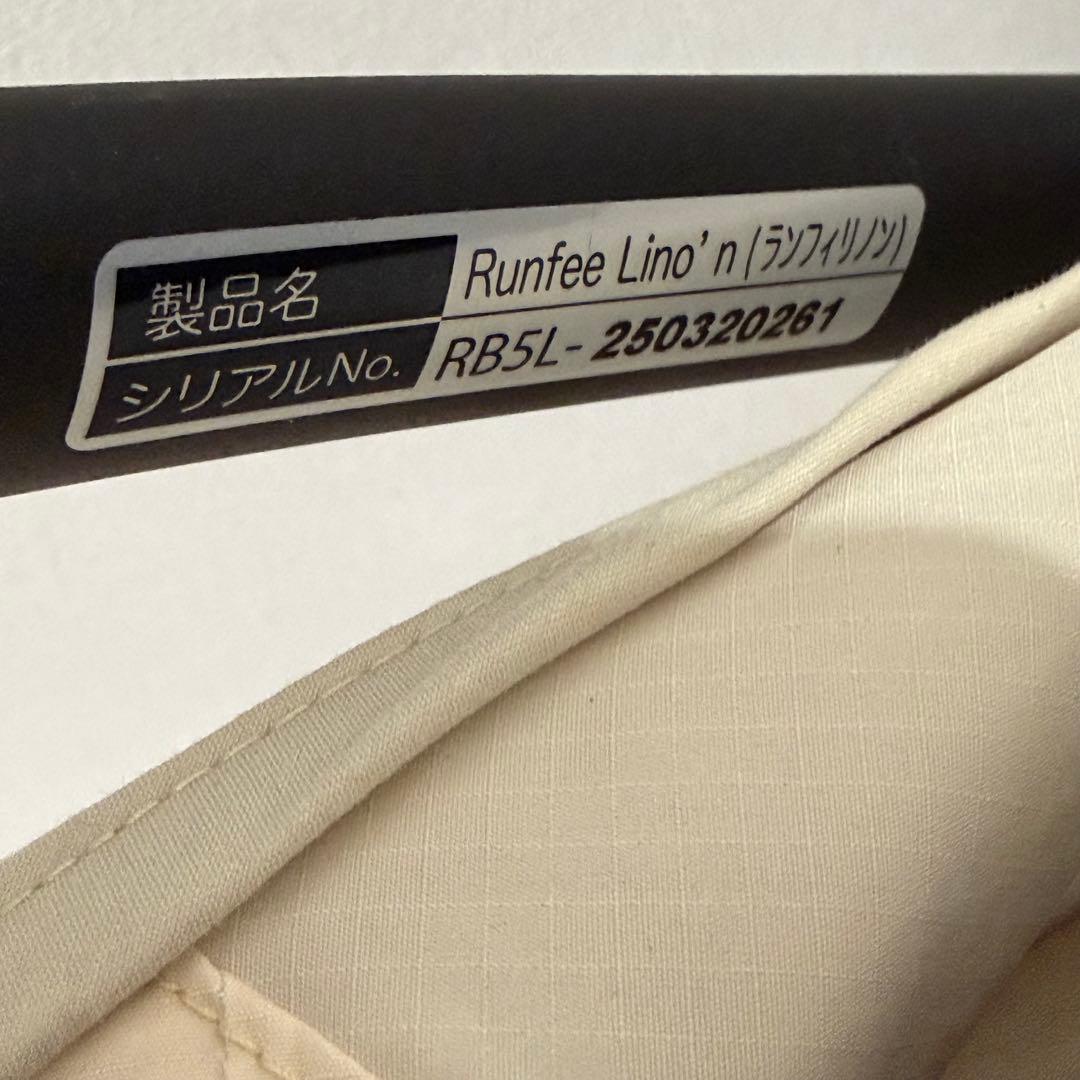 製品名 Runfee Lino'n (ランフィリノン)
シリアルNo. RB5L-250320261